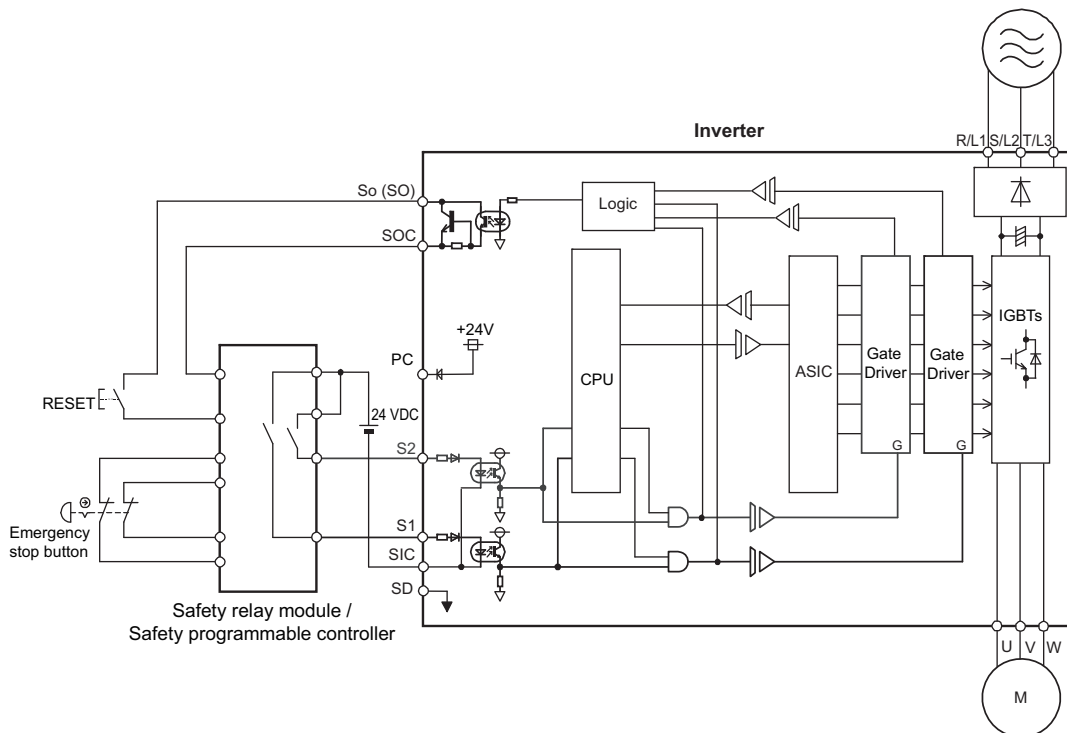 Inverter
R/L1 S/L2 T/L3
So (SO)
SOC
Logic
+24V
PC
CPU
ASIC
Gate
Driver
Gate
Driver
IGBTs
RESET
24 VDC
S2
G
G
Emergency
stop button
S1
SIC
SD
Safety relay module /
Safety programmable controller
U V W
M